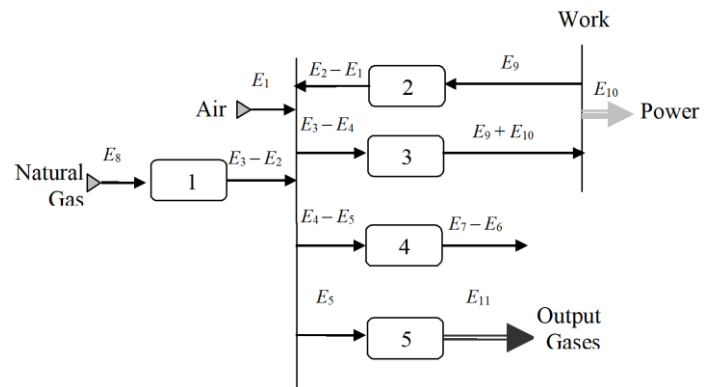 Work
E₂ − E₁
E₉
E₁
2
E₁₀
Air
Power
E₃ − E₄
E₉ + E₁₀
E₈
E₃ − E₂
3
Natural
Gas
1
E₄ − E₅
E₇ − E₆
4
E₅
E₁₁
5
Output
Gases